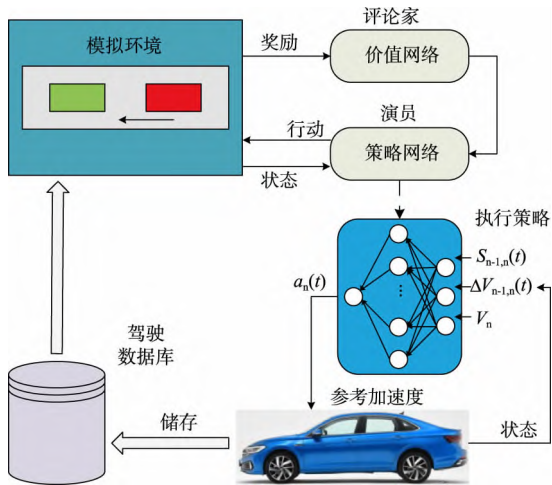 评论家
模拟环境
奖励
价值网络
演员
行动
策略网络
状态
执行策略
S n-1,n(t)
an(t)
ΔV n-1,n(t)
Vn
驾驶
数据库
参考加速度
储存
状态